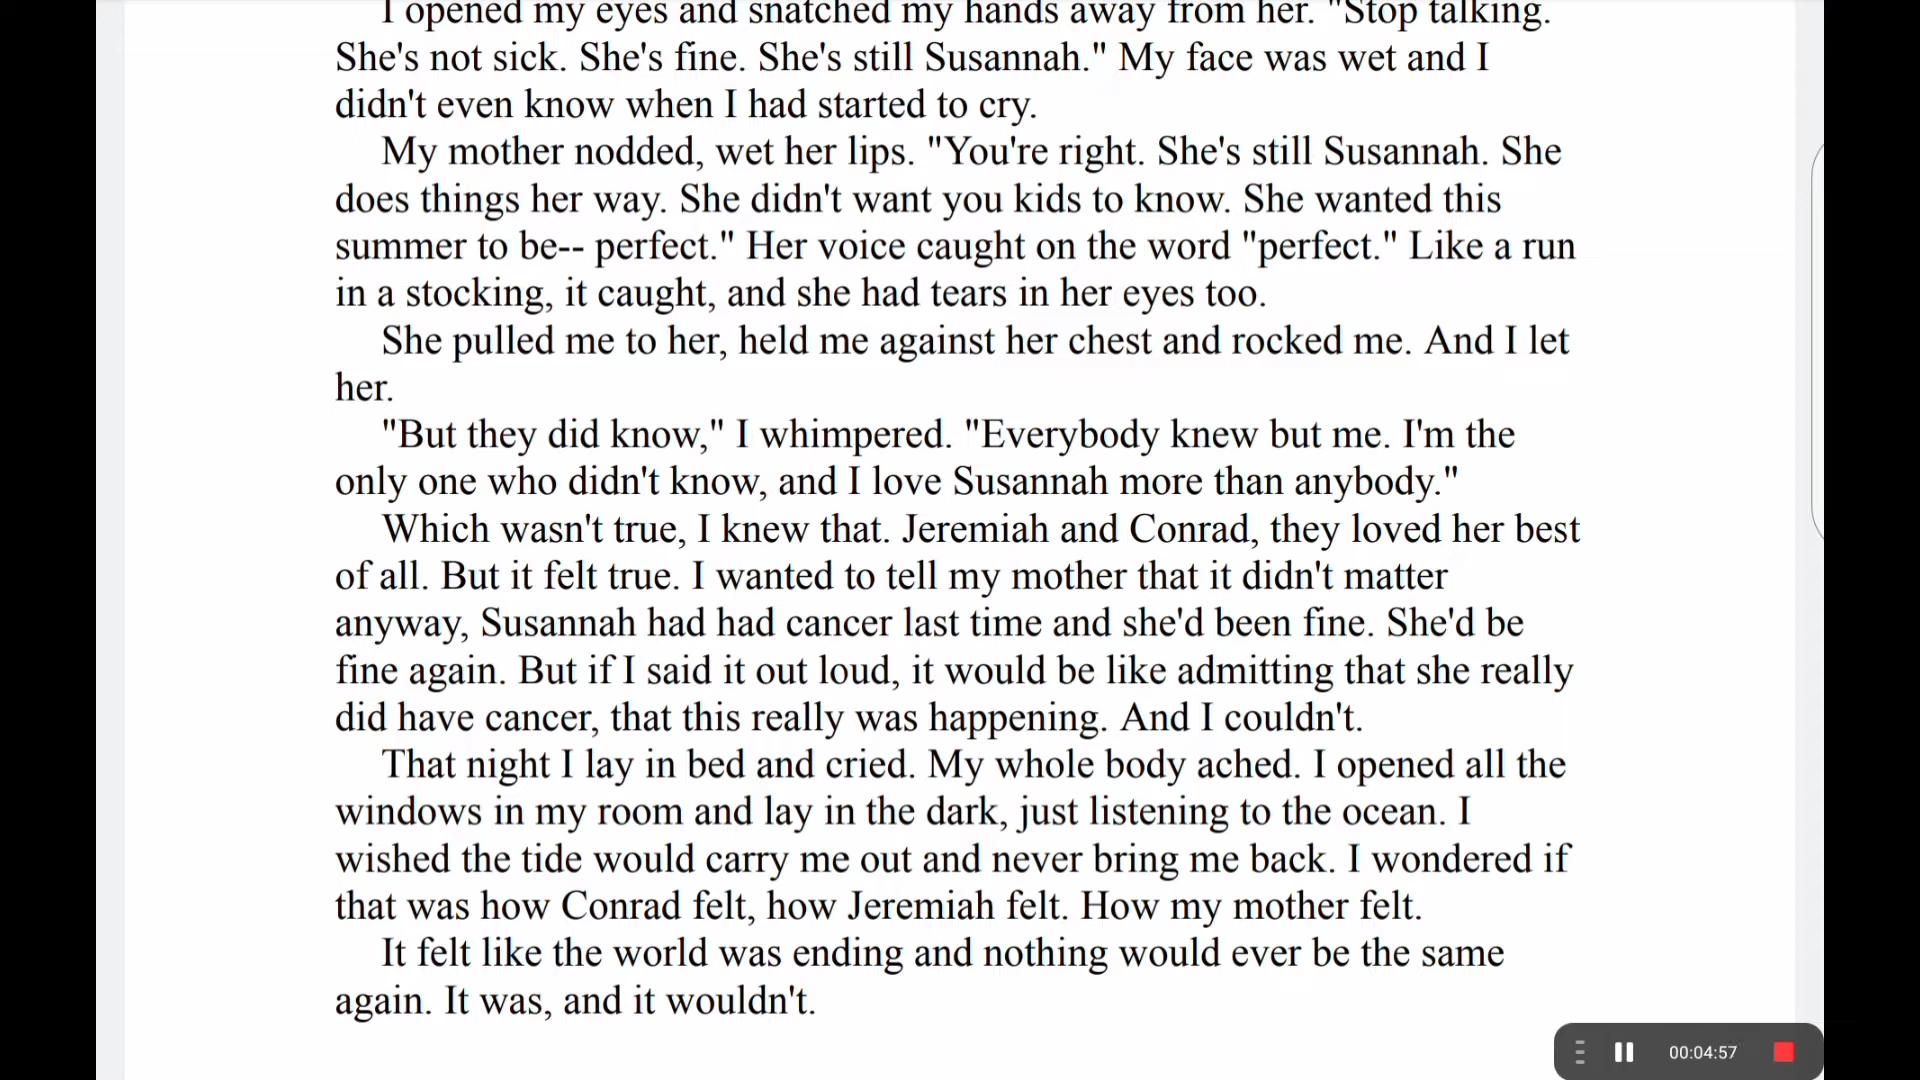 I opened my eyes and snatched my hands away from her. "Stop talking.
She's not sick. She's fine. She's still Susannah." My face was wet and I
didn't even know when I had started to cry.
My mother nodded, wet her lips. "You're right. She's still Susannah. She
does things her way. She didn't want you kids to know. She wanted this
summer to be-- perfect." Her voice caught on the word "perfect." Like a run
in a stocking, it caught, and she had tears in her eyes too.
She pulled me to her, held me against her chest and rocked me. And I let
her.
"But they did know," I whimpered. "Everybody knew but me. I'm the
only one who didn't know, and I love Susannah more than anybody."
Which wasn't true, I knew that. Jeremiah and Conrad, they loved her best
of all. But it felt true. I wanted to tell my mother that it didn't matter
anyway, Susannah had had cancer last time and she'd been fine. She'd be
fine again. But if I said it out loud, it would be like admitting that she really
did have cancer, that this really was happening. And I couldn't.
That night I lay in bed and cried. My whole body ached. I opened all the
windows in my room and lay in the dark, just listening to the ocean. I
wished the tide would carry me out and never bring me back. I wondered if
that was how Conrad felt, how Jeremiah felt. How my mother felt.
It felt like the world was ending and nothing would ever be the same
again. It was, and it wouldn't.
00:04:57